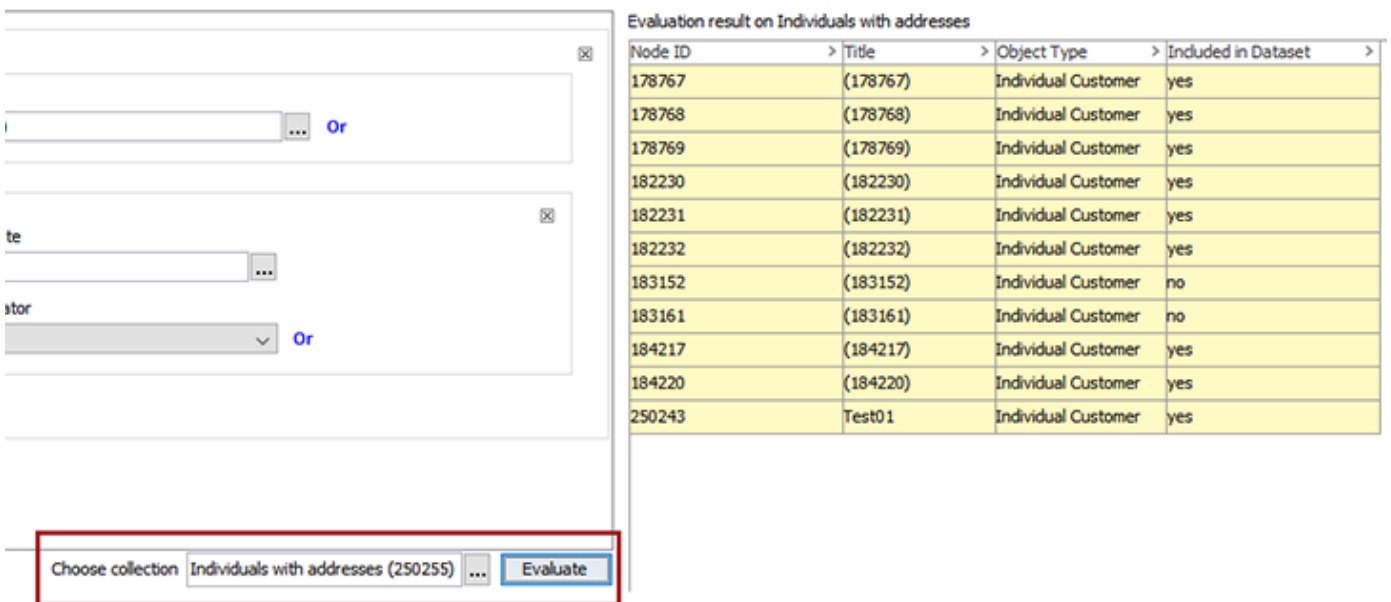 Evaluation result on Individuals with addresses
Node ID > Title > Object Type > Included in Dataset >
178767 (178767) Individual Customer yes
178768 (178768) Individual Customer yes
178769 (178769) Individual Customer yes
182230 (182230) Individual Customer yes
182231 (182231) Individual Customer yes
182232 (182232) Individual Customer yes
183152 (183152) Individual Customer no
183161 (183161) Individual Customer no
184217 (184217) Individual Customer yes
184220 (184220) Individual Customer yes
250243 Test01 Individual Customer yes
) ... Or
te
...
ator
Or
Choose collection Individuals with addresses (250255) ... Evaluate